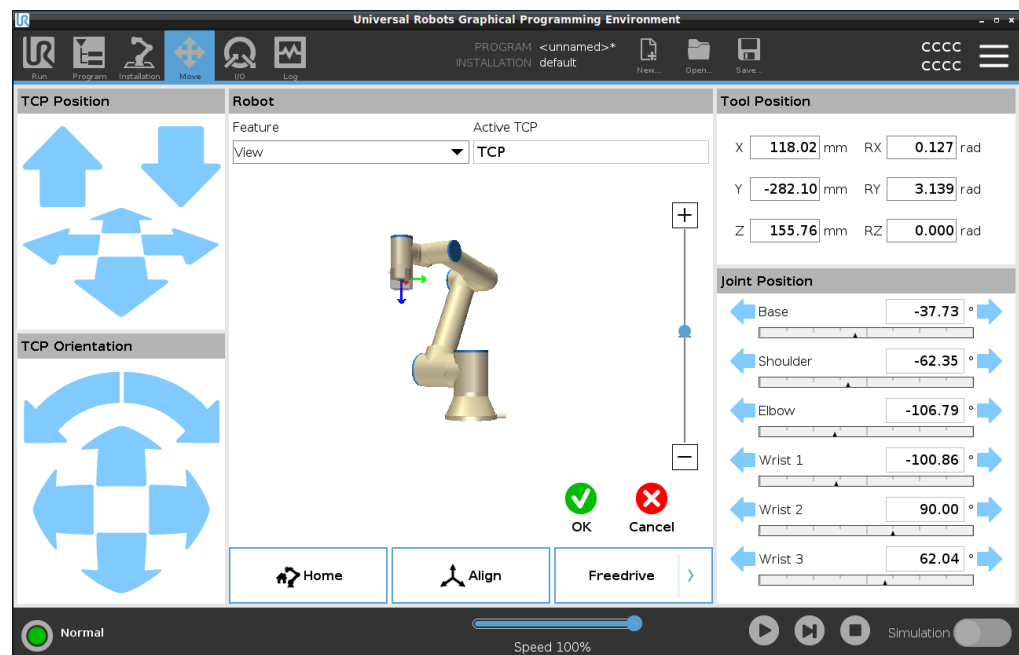 UR
Universal Robots Graphical Programming Environment
UR
Run
Program
Installation
Move
I/O
Log
PROGRAM <unnamed>*
INSTALLATION default
New...
Open...
Save...
CCCC
CCCC
TCP Position
Robot
Tool Position
Feature
Active TCP
View
TCP
X 118.02 mm RX 0.127 rad
Y -282.10 mm RY 3.139 rad
Z 155.76 mm RZ 0.000 rad
Joint Position
Base -37.73 °
Shoulder -62.35 °
Elbow -106.79 °
Wrist 1 -100.86 °
Wrist 2 90.00 °
Wrist 3 62.04 °
TCP Orientation
OK
Cancel
Home
Align
Freedrive
Normal
Speed 100%
Simulation